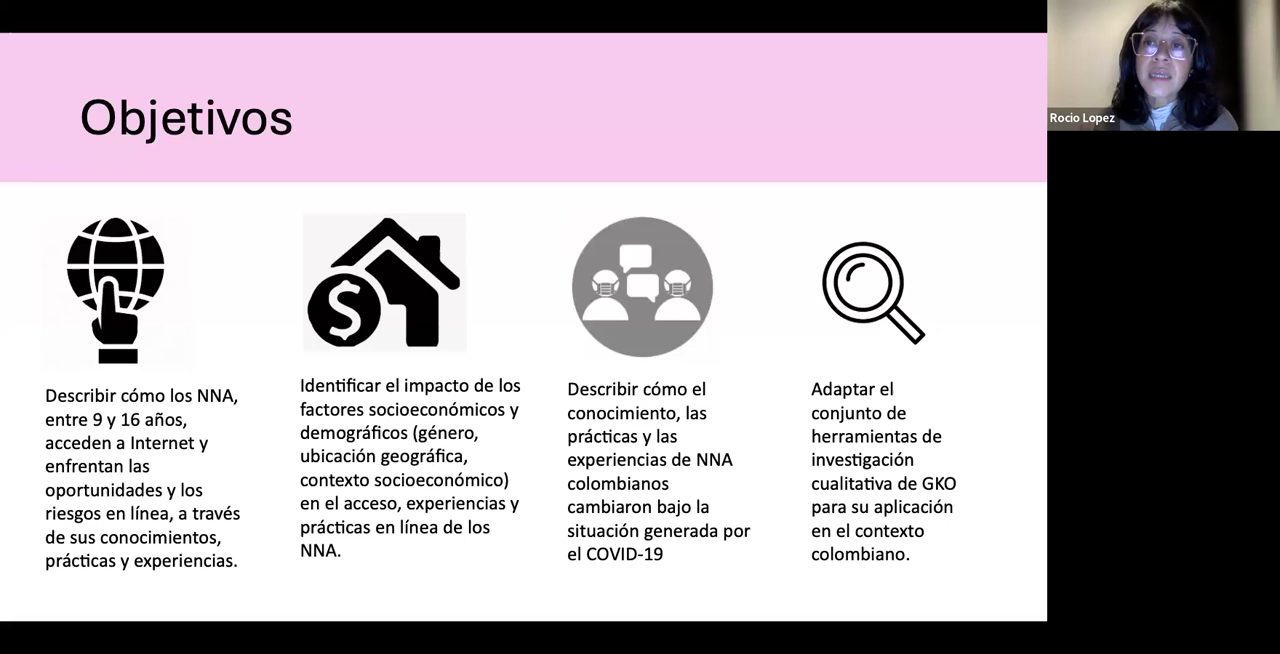 Objetivos
Describir cómo los NNA,
entre 9 y 16 años,
acceden a Internet y
enfrentan las
oportunidades y los
riesgos en línea, a través
de sus conocimientos,
prácticas y experiencias.
Identificar el impacto de los
factores socioeconómicos y
demográficos (género,
ubicación geográfica,
contexto socioeconómico)
en el acceso, experiencias y
prácticas en línea de los
NNA.
Describir cómo el
conocimiento, las
prácticas y las
experiencias de NNA
colombianos
cambiaron bajo la
situación generada por
el COVID-19
Adaptar el
conjunto de
herramientas de
investigación
cualitativa de GKO
para su aplicación
en el contexto
colombiano.
Rocio Lopez